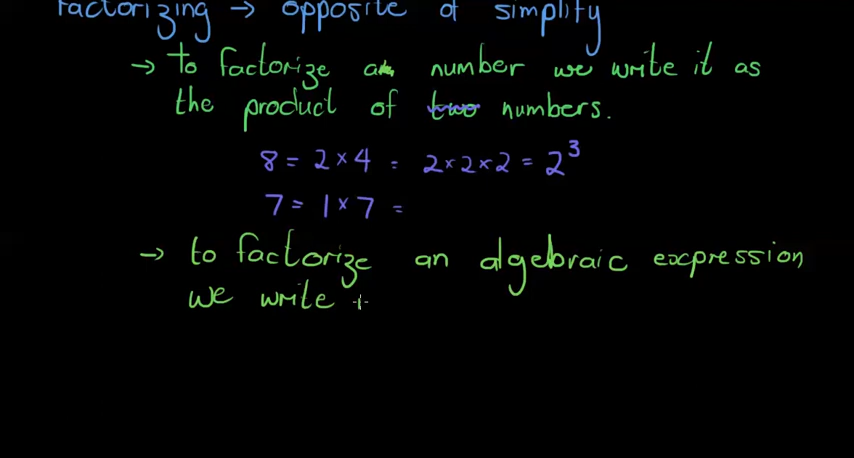 factorizing → opposite of simplify
→ to factorize a number we write it as
the product of two numbers.
8 = 2 × 4 = 2 × 2 × 2 = 2³
7 = 1 × 7 =
→ to factorize an algebraic expression
we write